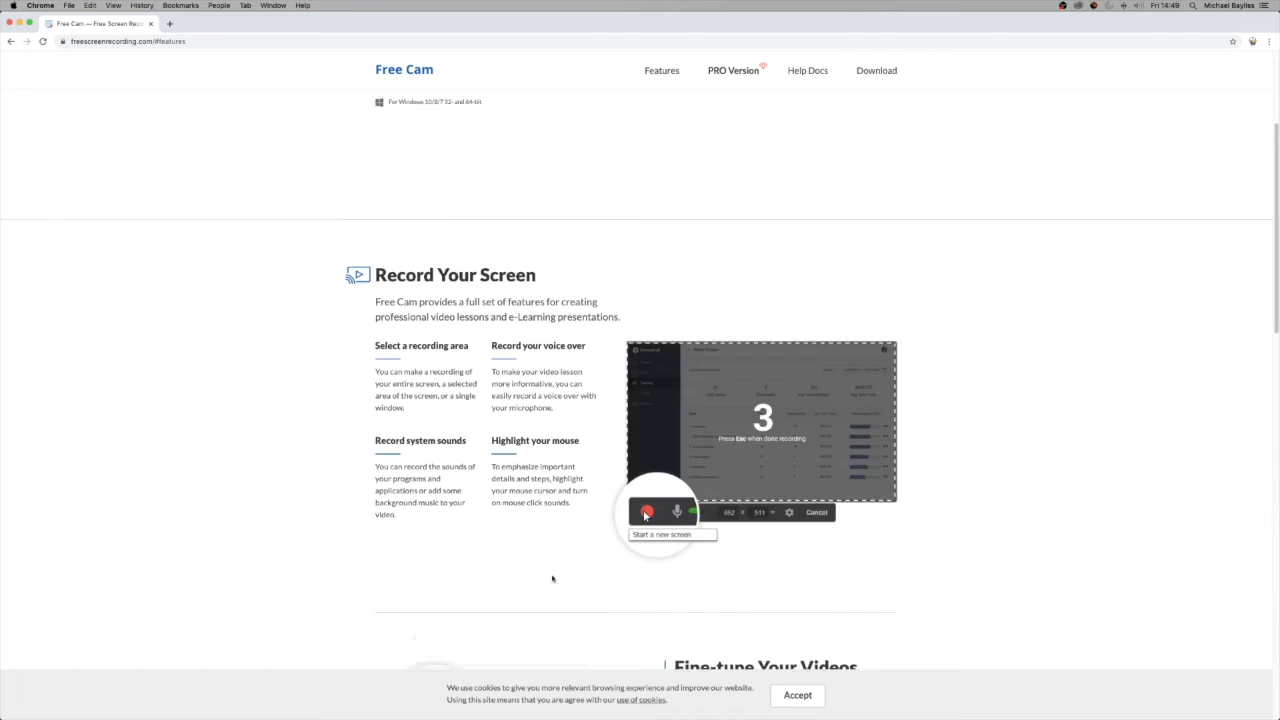 Chrome File Edit View History Bookmarks People Tab Window Help
Fri 14:49 Michael Bayliss
Free Cam — Free Screen Reco
freescreenrecording.com/#features
Free Cam
Features PRO Version Help Docs Download
For Windows 10/8/7 32- and 64-bit
Record Your Screen
Free Cam provides a full set of features for creating
professional video lessons and e-Learning presentations.
Select a recording area
You can make a recording of
your entire screen, a selected
area of the screen, or a single
window.
Record your voice over
To make your video lesson
more informative, you can
easily record a voice over with
your microphone.
Record system sounds
You can record the sounds of
your programs and
applications or add some
background music to your
video.
Highlight your mouse
To emphasize important
details and steps, highlight
your mouse cursor and turn
on mouse click sounds.
3
Press Esc when done recording
852 × 511 Cancel
Start a new screen
Fine-tune Your Videos
We use cookies to give you more relevant browsing experience and improve our website.
Using this site means that you are agree with our use of cookies.
Accept